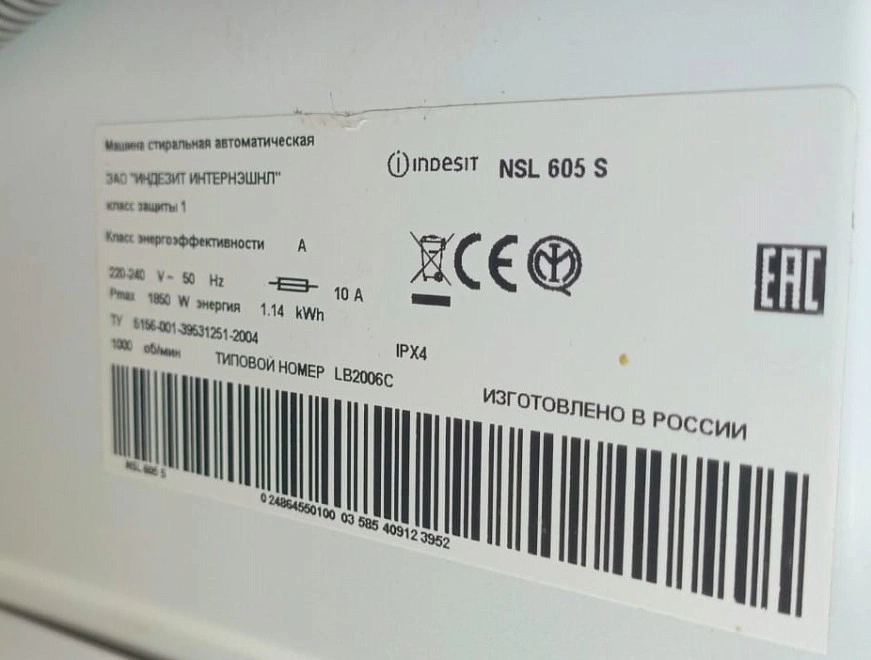 Машина стиральная автоматическая
indesit NSL 605 S
ЗАО "ИНДЕЗИТ ИНТЕРНЭШНЛ"
класс защиты 1
Класс энергоэффективности A
CE
EAC
220-240 V~ 50 Hz
10 A
Pmax 1850 W энергия 1.14 kWh
ТУ 5156-001-39531251-2004
1000 об/мин
ТИПОВОЙ НОМЕР LB2006C
IPX4
ИЗГОТОВЛЕНО В РОССИИ
NSL 605 S
0 24864550100 03 585 40912 3952